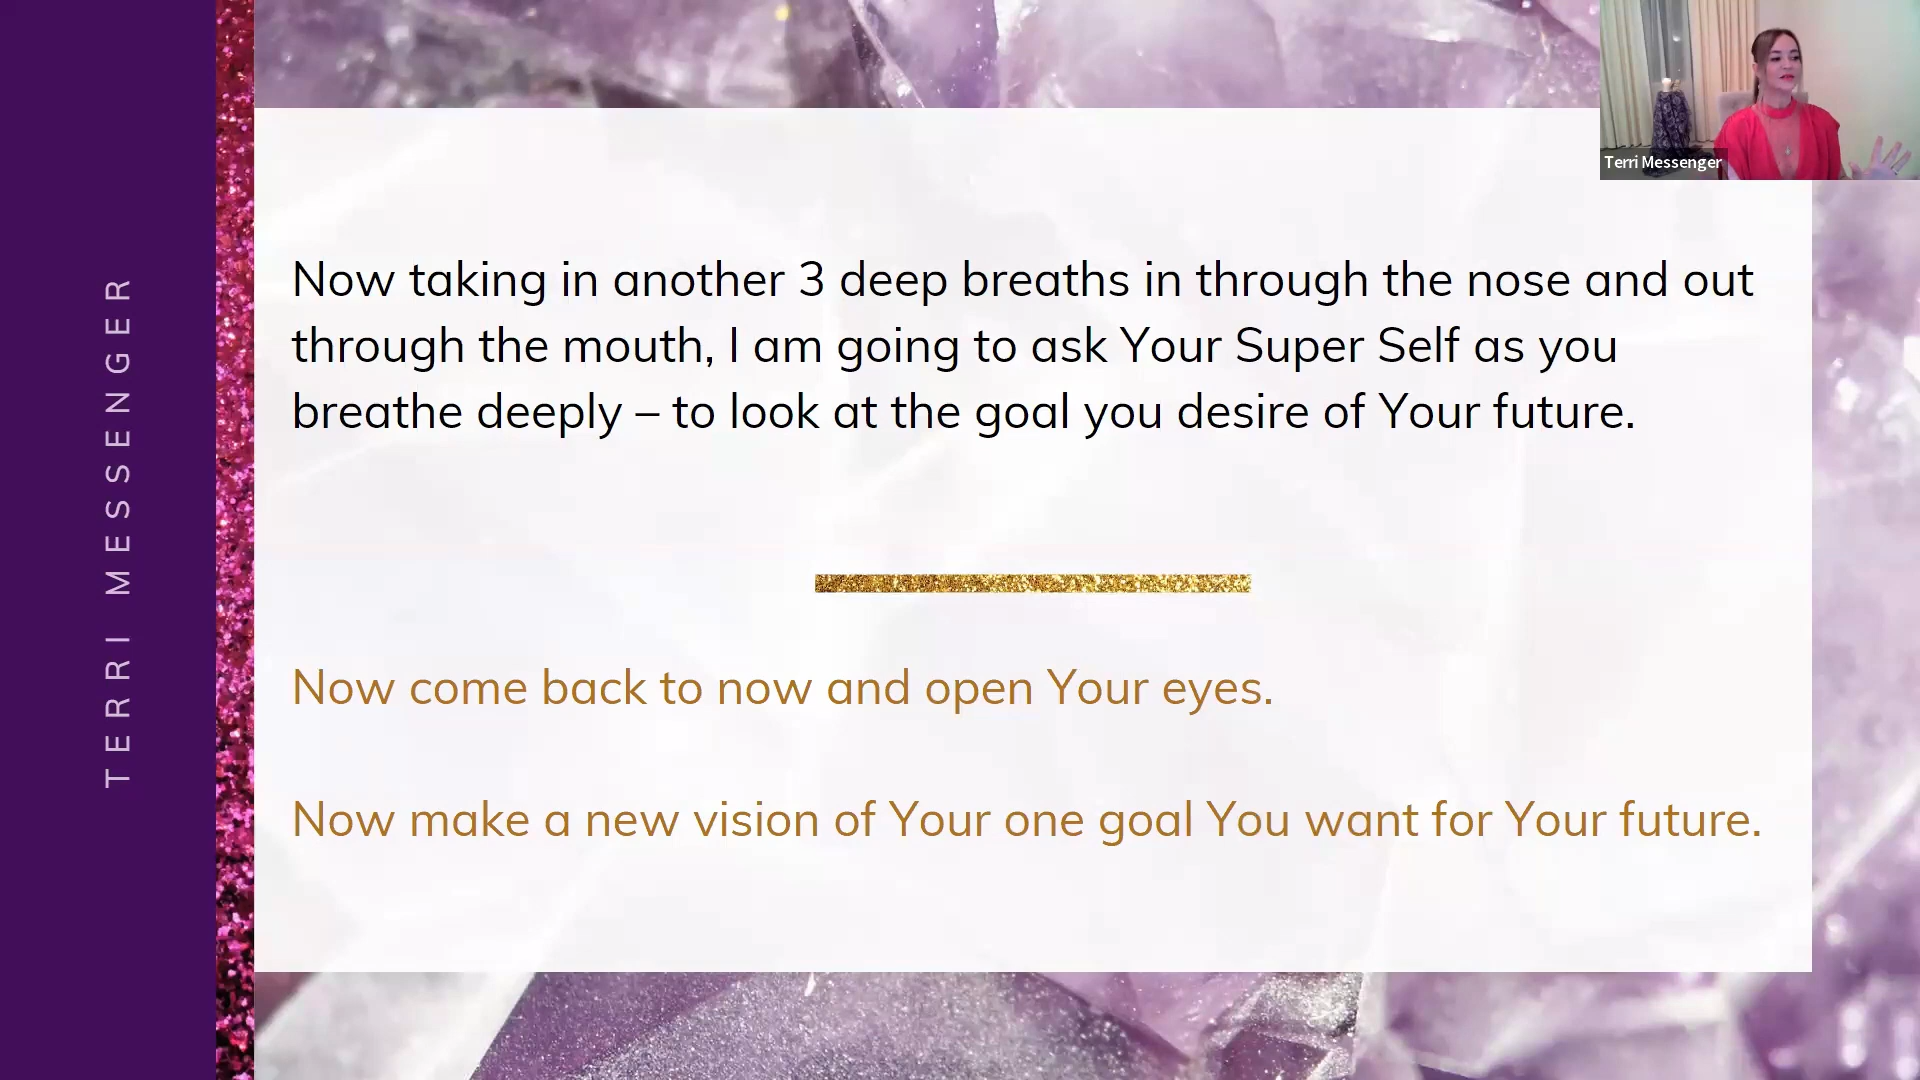 TERRI MESSENGER
Now taking in another 3 deep breaths in through the nose and out
through the mouth, I am going to ask Your Super Self as you
breathe deeply – to look at the goal you desire of Your future.
Now come back to now and open Your eyes.
Now make a new vision of Your one goal You want for Your future.
Terri Messenger